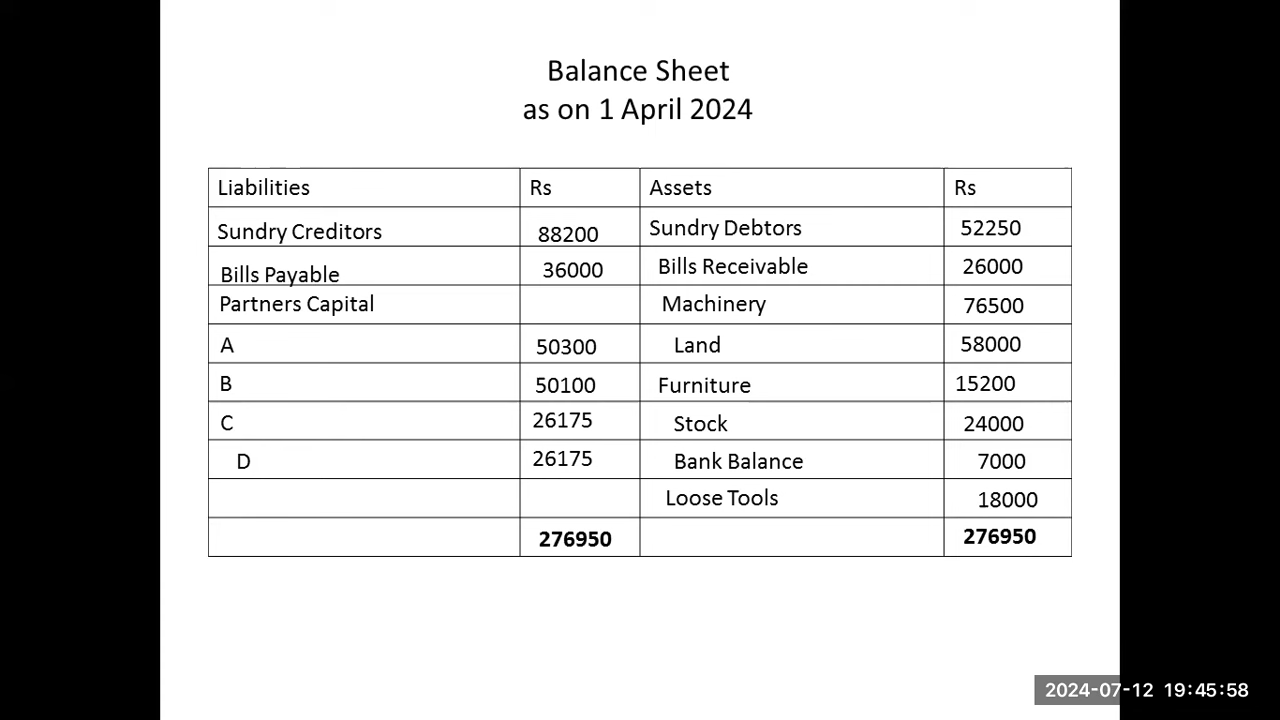 Balance Sheet
as on 1 April 2024
Liabilities Rs Assets Rs
Sundry Creditors 88200 Sundry Debtors 52250
Bills Payable 36000 Bills Receivable 26000
Partners Capital Machinery 76500
A 50300 Land 58000
B 50100 Furniture 15200
C 26175 Stock 24000
D 26175 Bank Balance 7000
Loose Tools 18000
276950 276950
2024-07-12 19:45:58